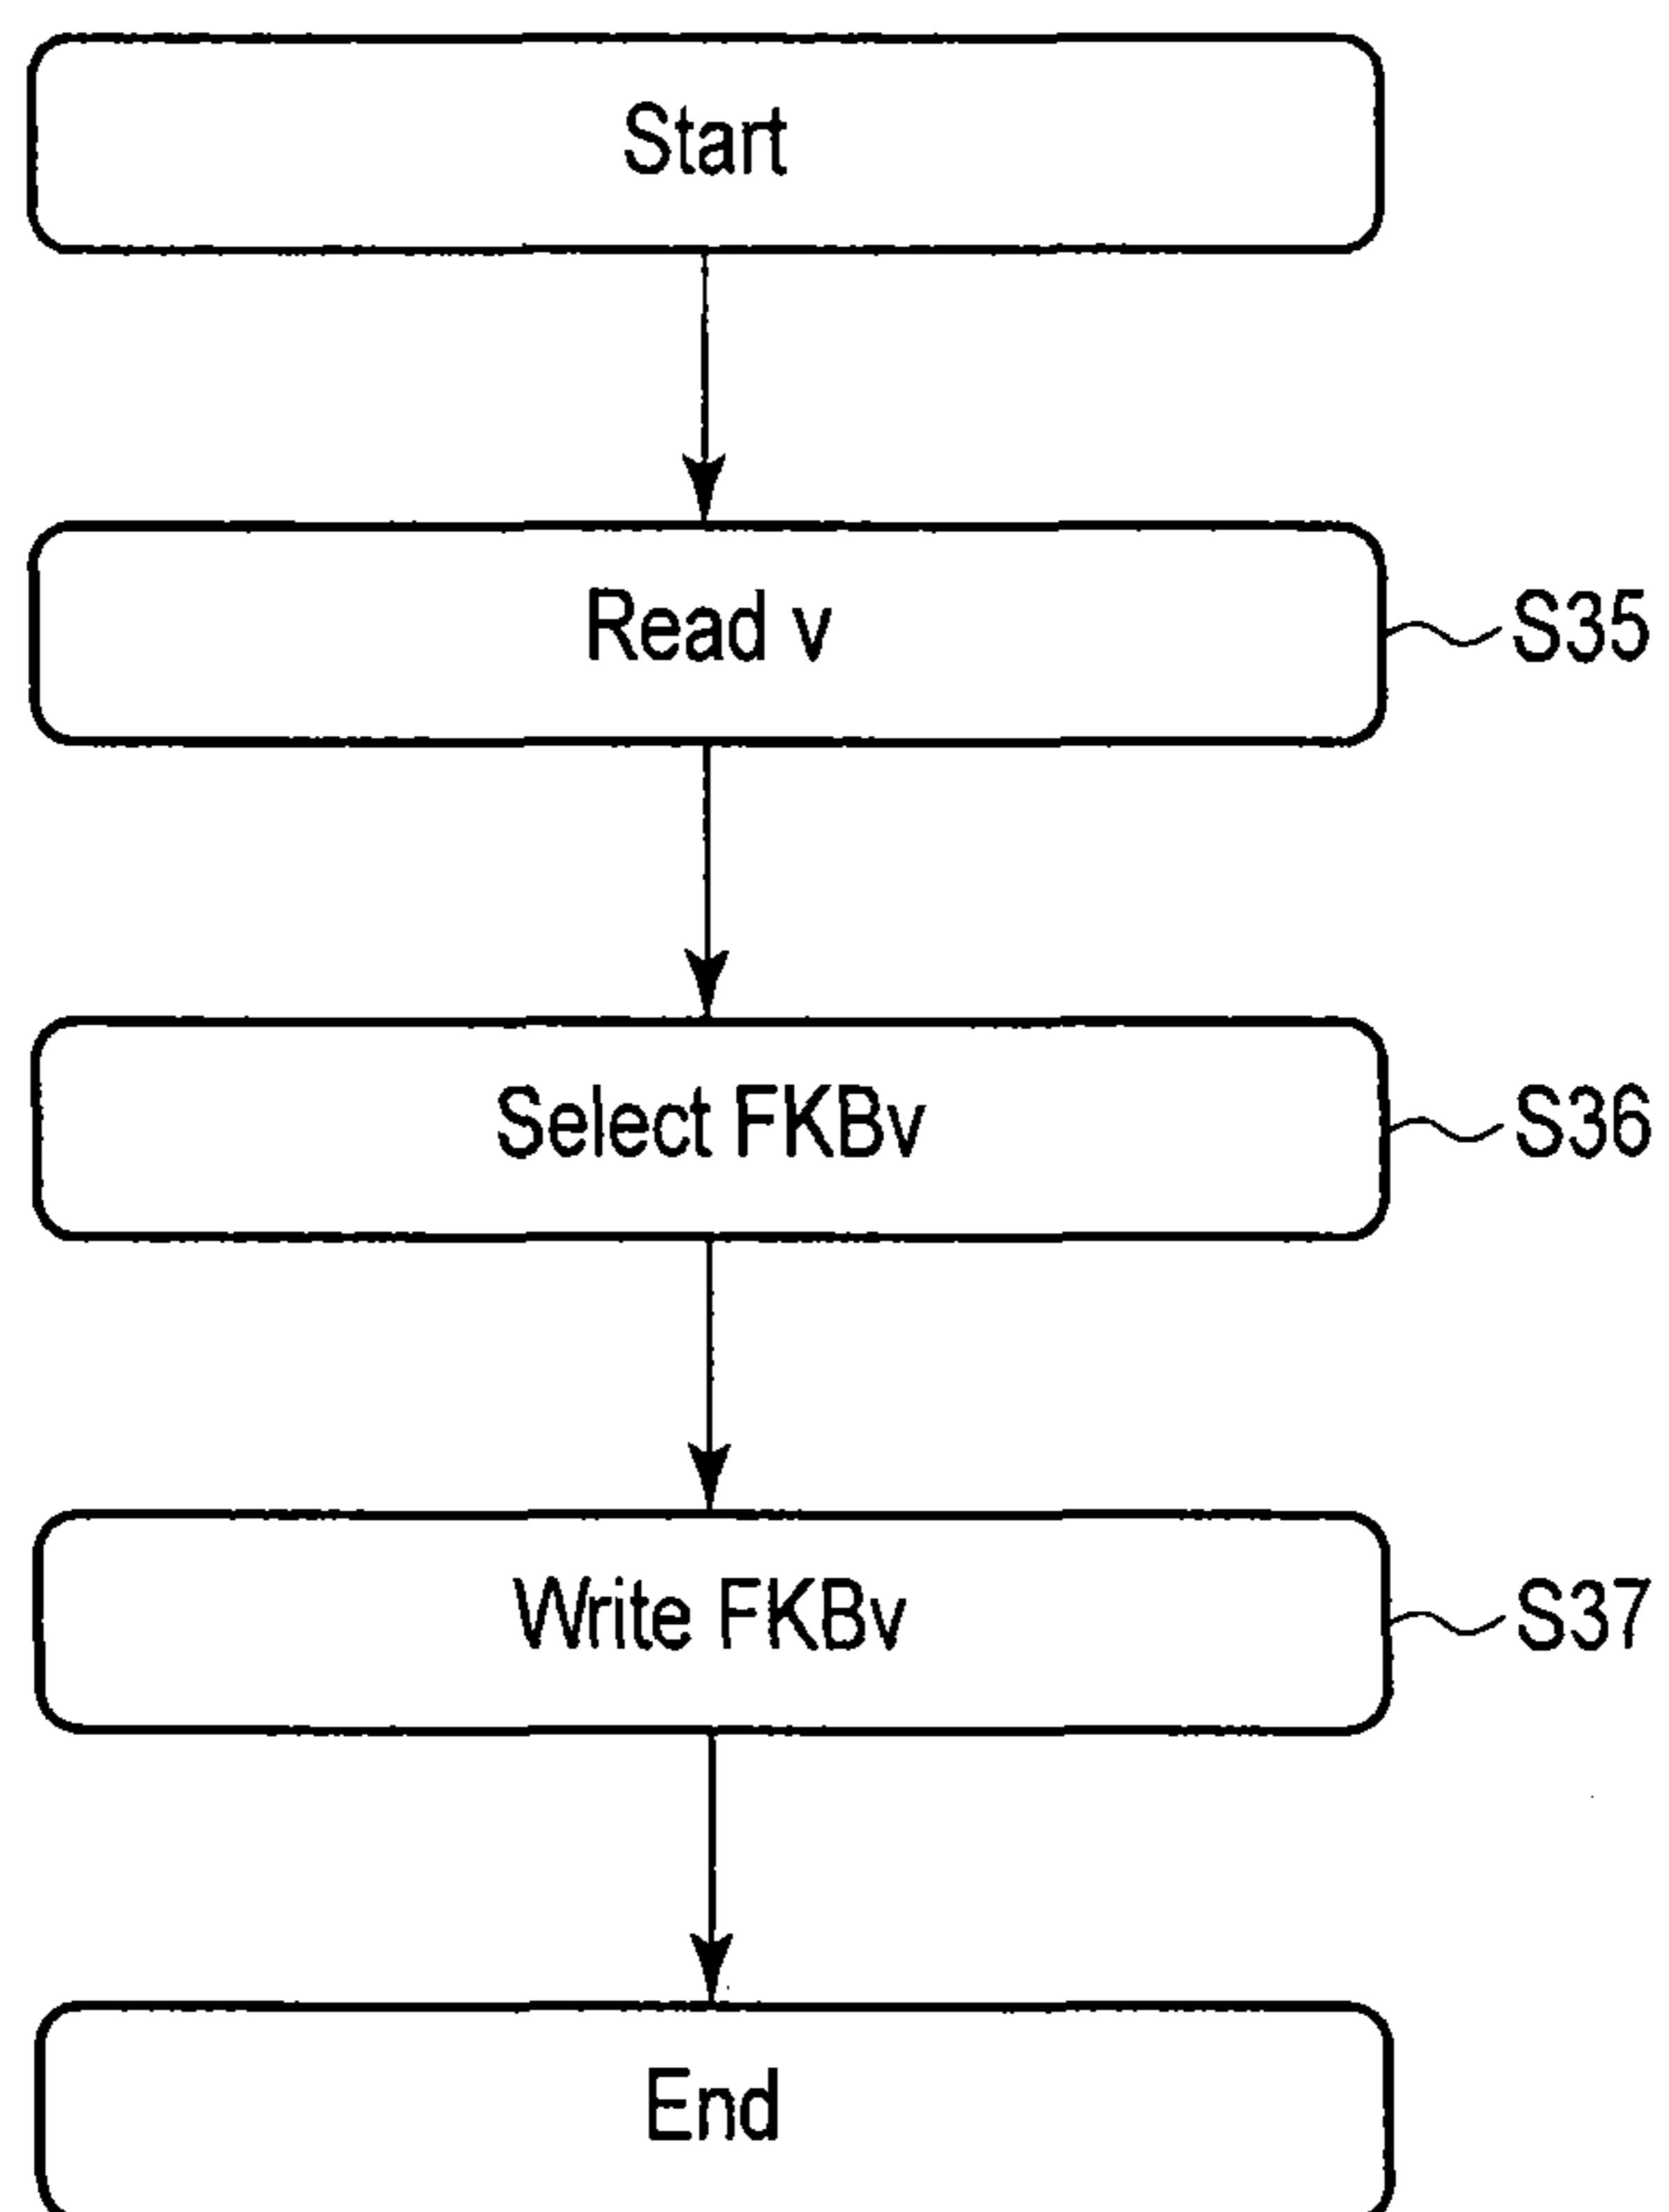 Start
Read v
S35
Select FKBv
S36
Write FKBv
S37
End